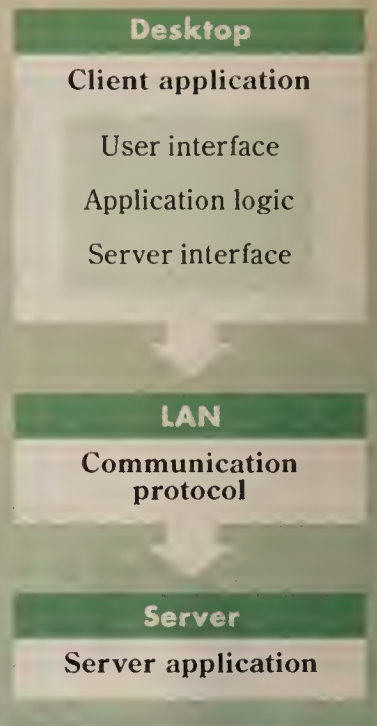 Desktop
Client application
User interface
Application logic
Server interface
LAN
Communication
protocol
Server
Server application